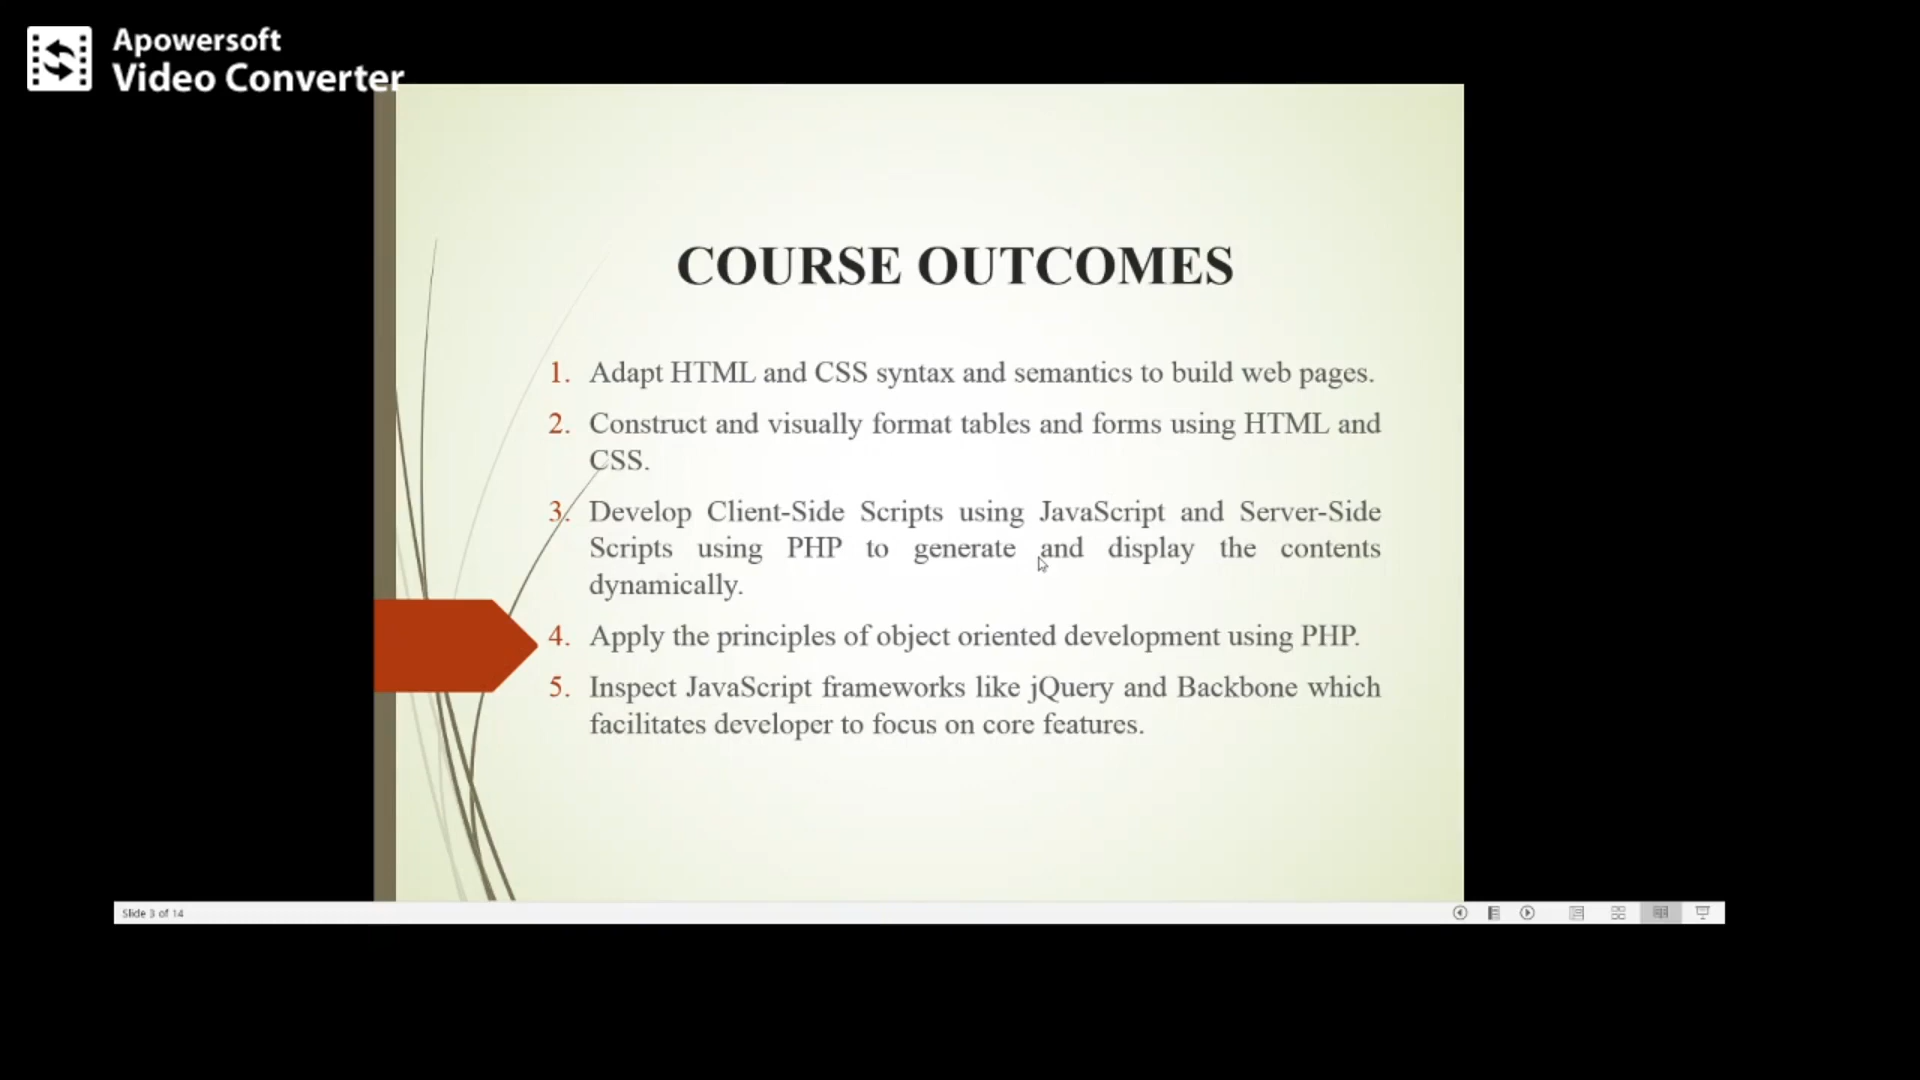 Apowersoft
Video Converter
COURSE OUTCOMES
1. Adapt HTML and CSS syntax and semantics to build web pages.
2. Construct and visually format tables and forms using HTML and
CSS.
3. Develop Client-Side Scripts using JavaScript and Server-Side
Scripts using PHP to generate and display the contents
dynamically.
4. Apply the principles of object oriented development using PHP.
5. Inspect JavaScript frameworks like jQuery and Backbone which
facilitates developer to focus on core features.
Slide 3 of 14